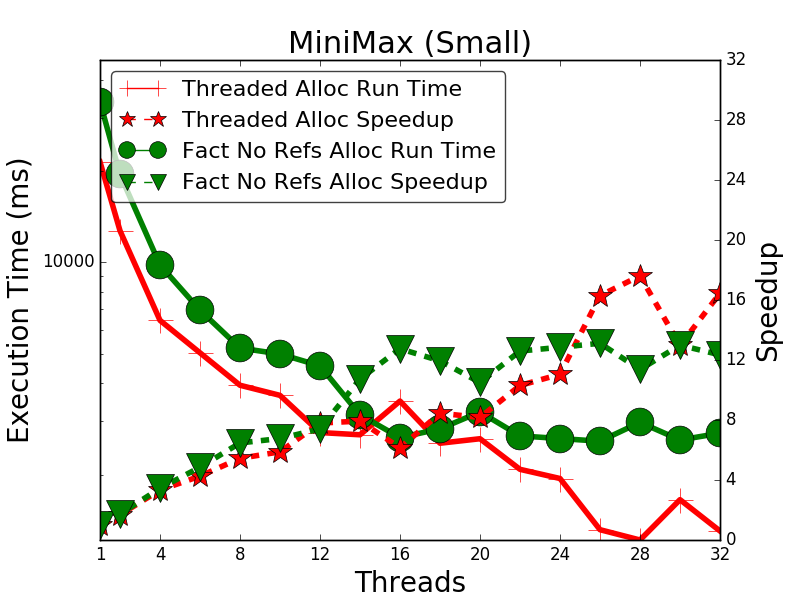 MiniMax (Small)
Threaded Alloc Run Time
Threaded Alloc Speedup
Fact No Refs Alloc Run Time
Fact No Refs Alloc Speedup
Execution Time (ms)
10000
Speedup
32
28
24
20
16
12
8
4
0
1 4 8 12 16 20 24 28 32
Threads